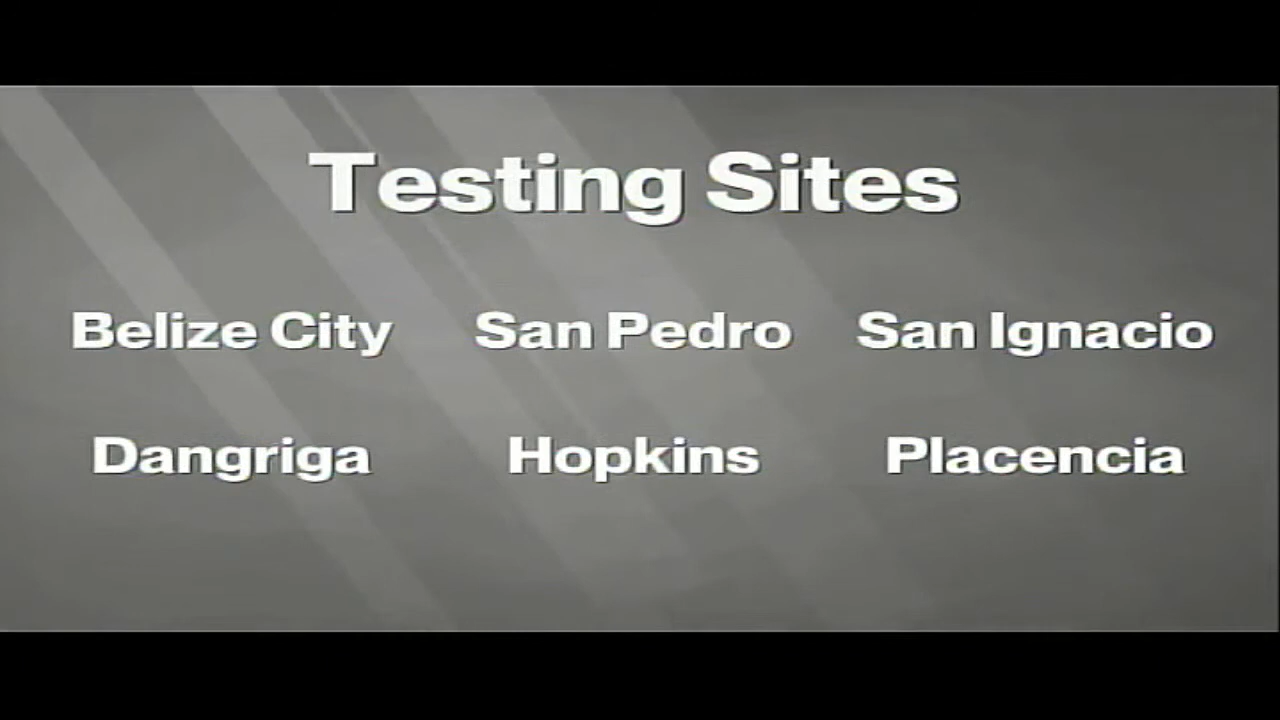 Testing Sites
Belize City San Pedro San Ignacio
Dangriga Hopkins Placencia